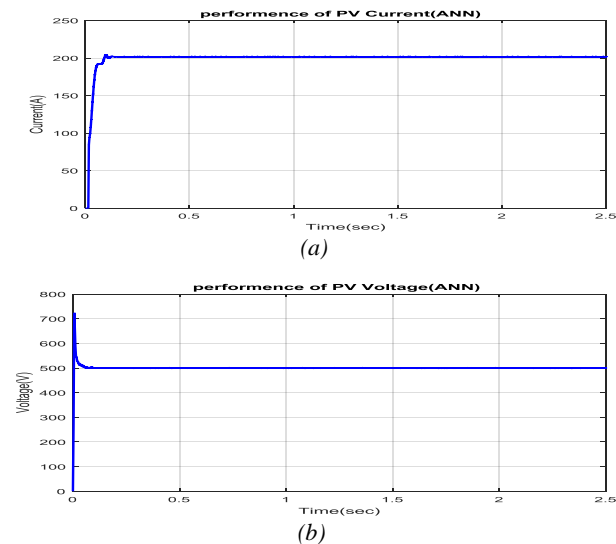 performence of PV Current(ANN)
250
200
150
100
50
0
Current(A)
0 0.5 1 1.5 2 2.5
Time(sec)
(a)
performence of PV Voltage(ANN)
800
700
600
500
400
300
200
100
0
Voltage(V)
0 0.5 1 1.5 2 2.5
Time(sec)
(b)